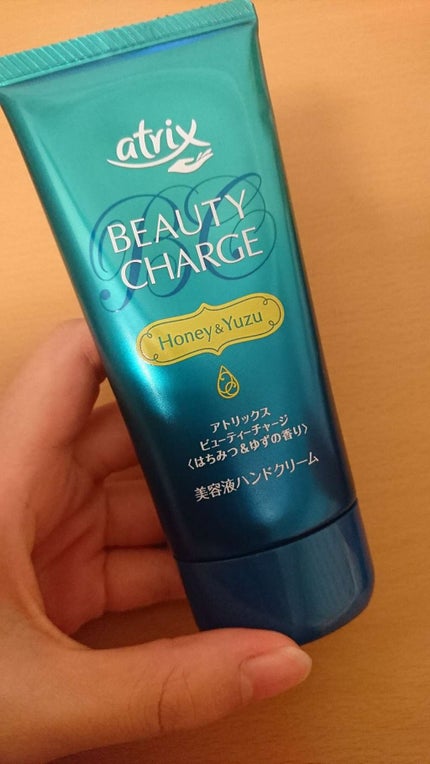 atrix
BEAUTY
CHARGE
Honey & Yuzu
アトリックス
ビューティーチャージ
〈はちみつ&ゆずの香り〉
美容液ハンドクリーム